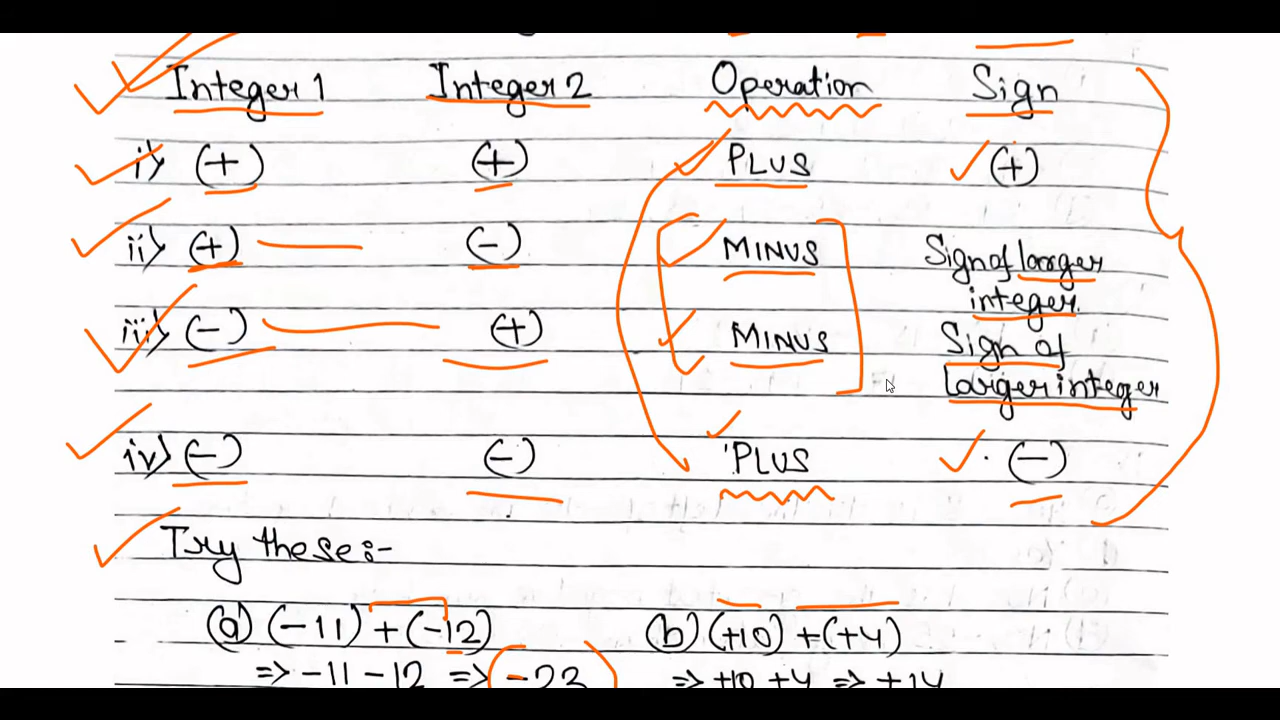 Integer 1 Integer 2 Operation Sign
i> (+) (+) PLUS (+)
ii> (+) (-) MINUS Sign of larger integer.
iii> (-) (+) MINUS Sign of larger integer
iv> (-) (-) PLUS (-)
Try these:-
(a) (-11) + (-12) (b) (+10) + (+4)
=> -11 - 12 => -23 => +10 +4 => +14